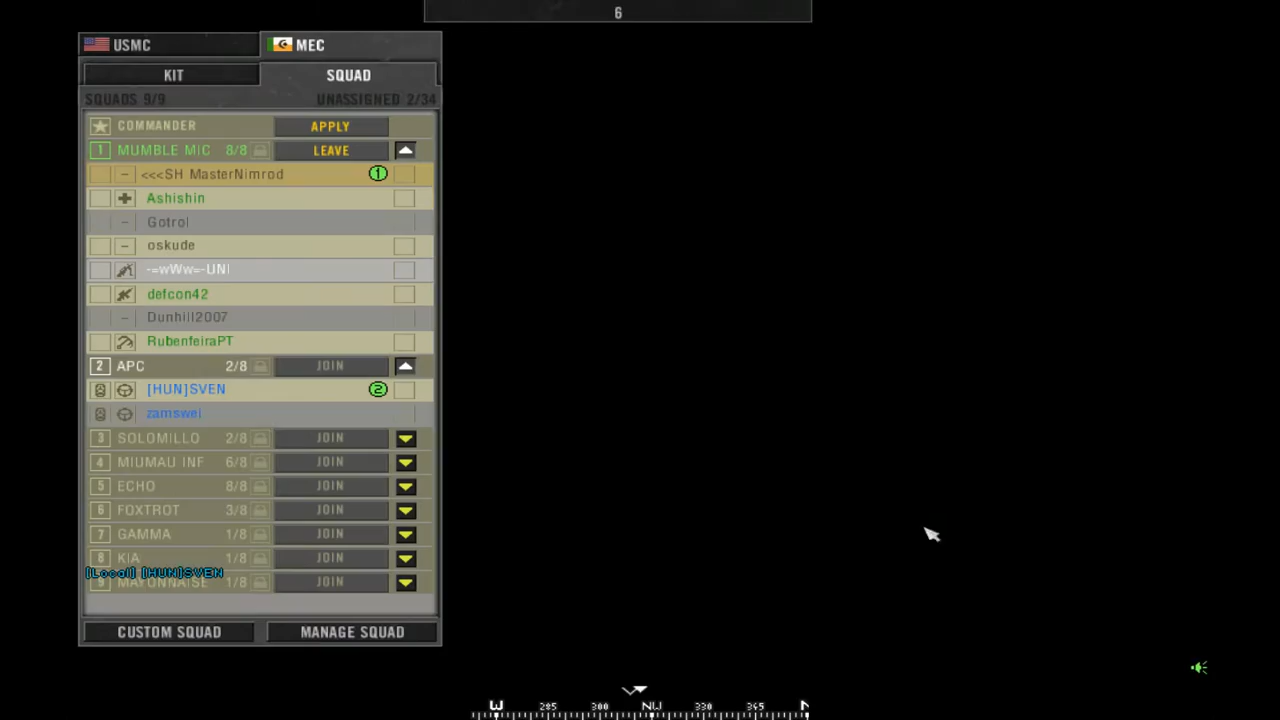 6
USMC MEC
KIT SQUAD
SQUADS 9/9 UNASSIGNED 2/34
COMMANDER APPLY
1 MUMBLE MIC 8/8 LEAVE
- <<<SH MasterNimrod 1
Ashishin
- Gotrol
- oskude
-=wWw=-UNI
defcon42
- Dunhill2007
RubenfeiraPT
2 APC 2/8 JOIN
[HUN]SVEN 2
zamswei
3 SOLOMILLO 2/8 JOIN
4 MIUMAU INF 6/8 JOIN
5 ECHO 8/8 JOIN
6 FOXTROT 3/8 JOIN
7 GAMMA 1/8 JOIN
8 KIA 1/8 JOIN
[Local] [HUN]SVEN
9 MAYONNAISE 1/8 JOIN
CUSTOM SQUAD MANAGE SQUAD
W 285 300 NW 330 345 N